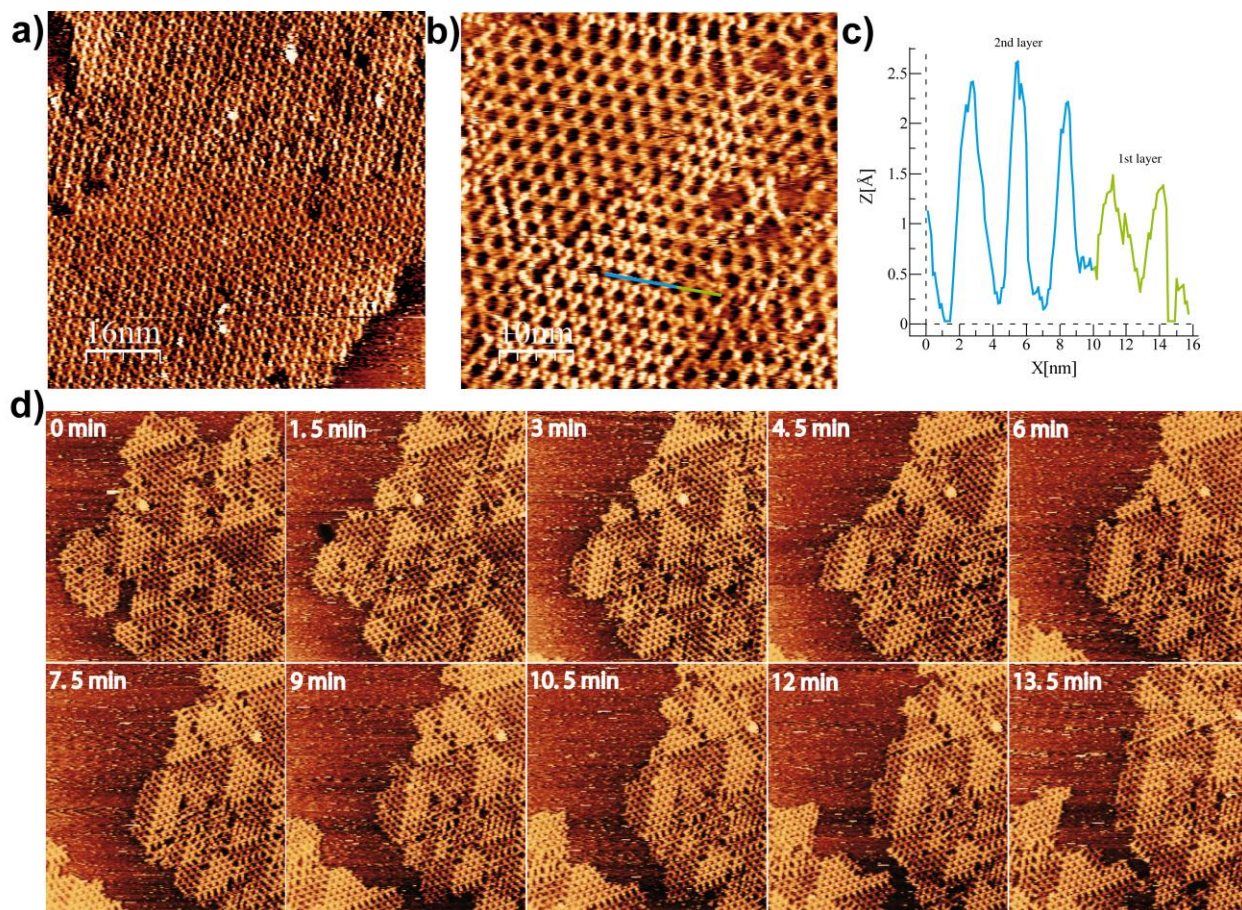 a)
16nm
b)
10nm
c)
2nd layer
1st layer
Z[Å]
2.5
2
1.5
1
0.5
0
0 2 4 6 8 10 12 14 16
X[nm]
d)
0 min
1. 5 min
3 min
4. 5 min
6 min
7. 5 min
9 min
10. 5 min
12 min
13. 5 min